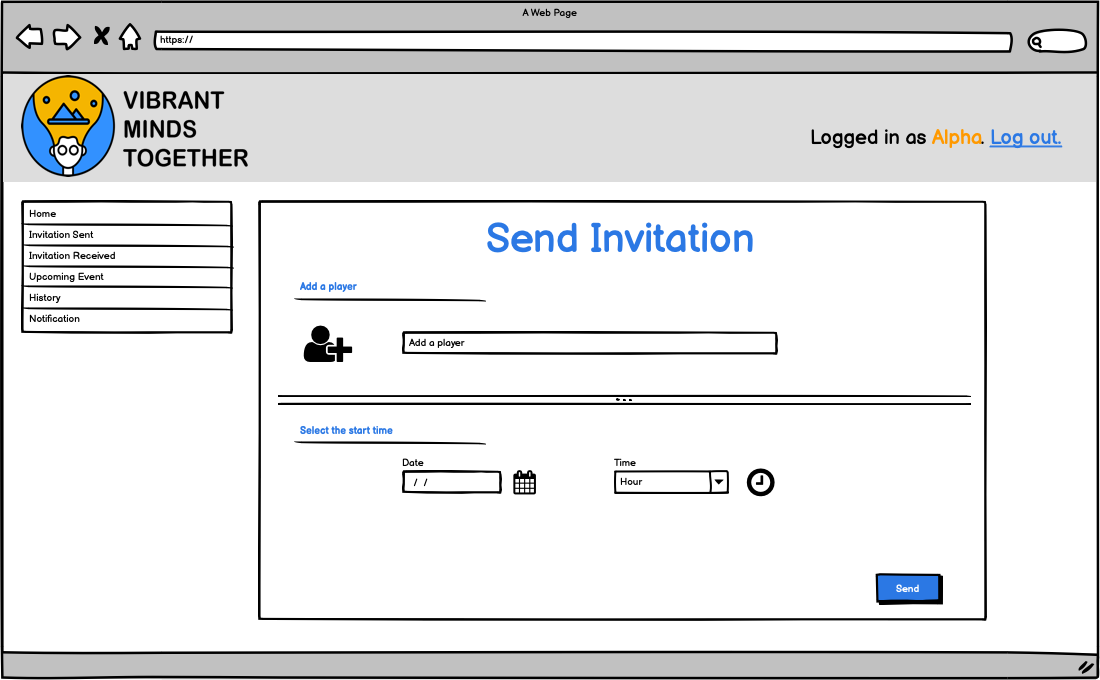 A Web Page
https://
VIBRANT
MINDS
TOGETHER
Logged in as Alpha. Log out.
Home
Invitation Sent
Invitation Received
Upcoming Event
History
Notification
Send Invitation
Add a player
Add a player
Select the start time
Date
/ /
Time
Hour
Send